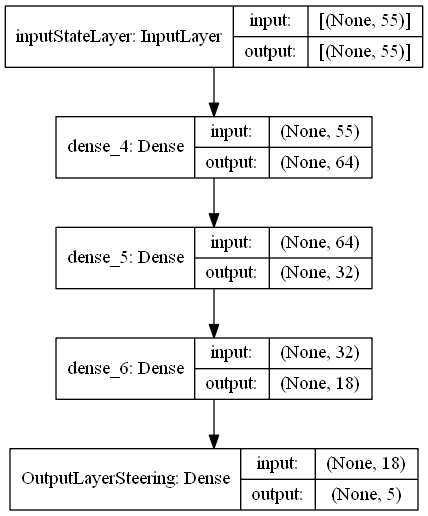 inputStateLayer: InputLayer
input: [(None, 55)]
output: [(None, 55)]
dense_4: Dense
input: (None, 55)
output: (None, 64)
dense_5: Dense
input: (None, 64)
output: (None, 32)
dense_6: Dense
input: (None, 32)
output: (None, 18)
OutputLayerSteering: Dense
input: (None, 18)
output: (None, 5)